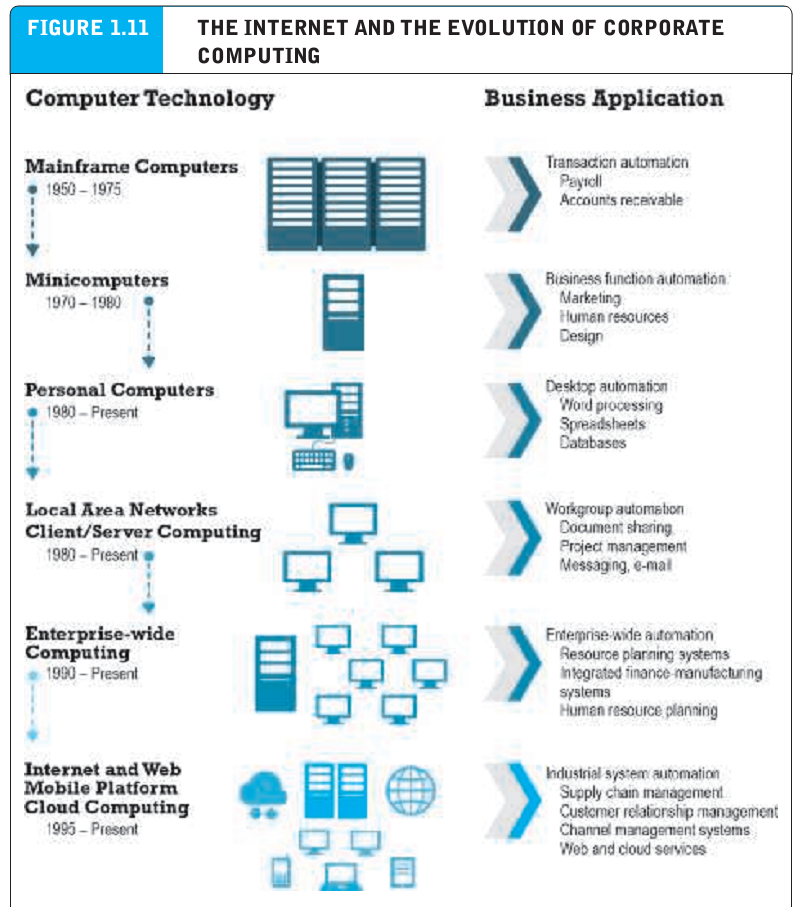 FIGURE 1.11
THE INTERNET AND THE EVOLUTION OF CORPORATE
COMPUTING
Computer Technology
Business Application
Mainframe Computers
1950 – 1975
Transaction automation
Payroll
Accounts receivable
Minicomputers
1970 – 1980
Business function automation
Marketing
Human resources
Design
Personal Computers
1980 – Present
Desktop automation
Word processing
Spreadsheets
Databases
Local Area Networks
Client/Server Computing
1980 – Present
Workgroup automation
Document sharing
Project management
Messaging, e-mail
Enterprise-wide
Computing
1990 – Present
Enterprise-wide automation
Resource planning systems
Integrated finance-manufacturing
systems
Human resource planning
Internet and Web
Mobile Platform
Cloud Computing
1995 – Present
Industrial system automation
Supply chain management
Customer relationship management
Channel management systems
Web and cloud services